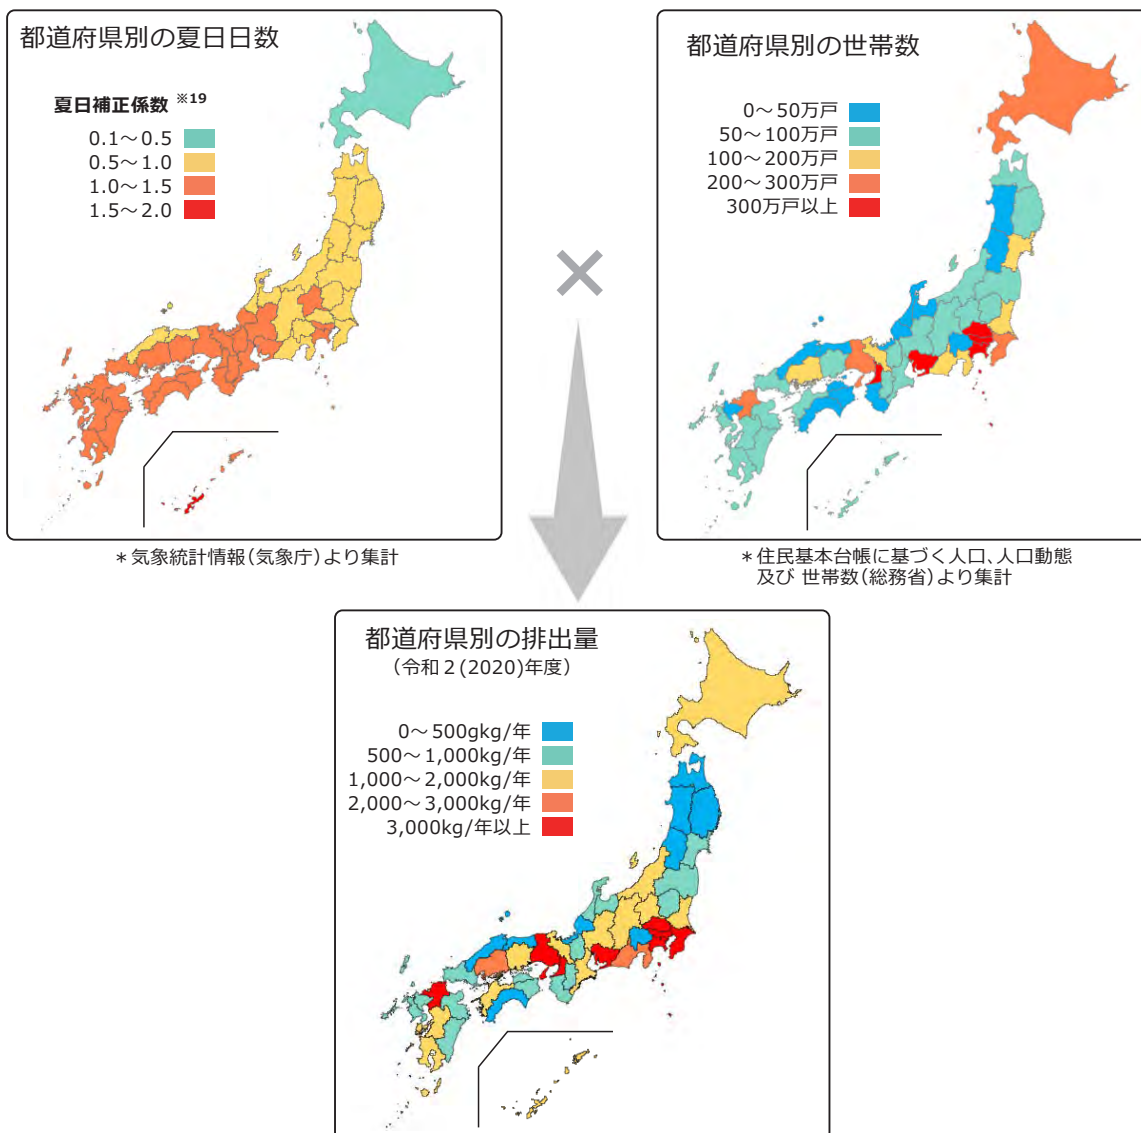 都道府県別の夏日日数
夏日補正係数 ※19
0.1～0.5
0.5～1.0
1.0～1.5
1.5～2.0
＊気象統計情報(気象庁)より集計
×
都道府県別の世帯数
0～50万戸
50～100万戸
100～200万戸
200～300万戸
300万戸以上
＊住民基本台帳に基づく人口、人口動態
及び 世帯数(総務省)より集計
都道府県別の排出量
(令和2(2020)年度)
0～500gkg/年
500～1,000kg/年
1,000～2,000kg/年
2,000～3,000kg/年
3,000kg/年以上